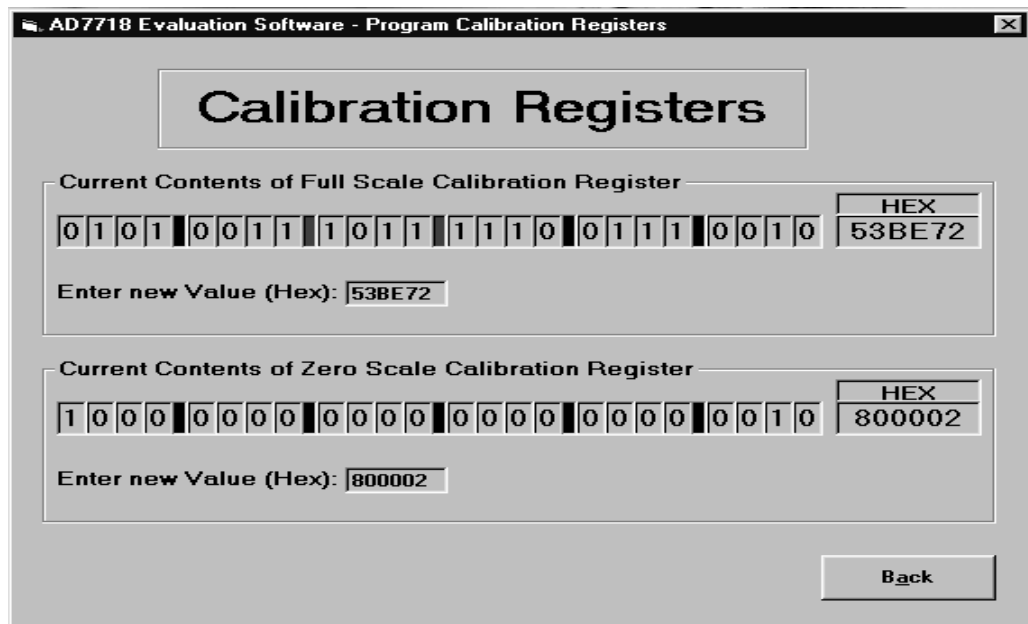 AD7718 Evaluation Software - Program Calibration Registers
Calibration Registers
Current Contents of Full Scale Calibration Register
HEX
0 1 0 1 0 0 1 1 1 0 1 1 1 1 1 0 0 1 1 1 0 0 1 0 53BE72
Enter new Value (Hex): 53BE72
Current Contents of Zero Scale Calibration Register
HEX
1 0 0 0 0 0 0 0 0 0 0 0 0 0 0 0 0 0 0 0 0 0 1 0 800002
Enter new Value (Hex): 800002
Back